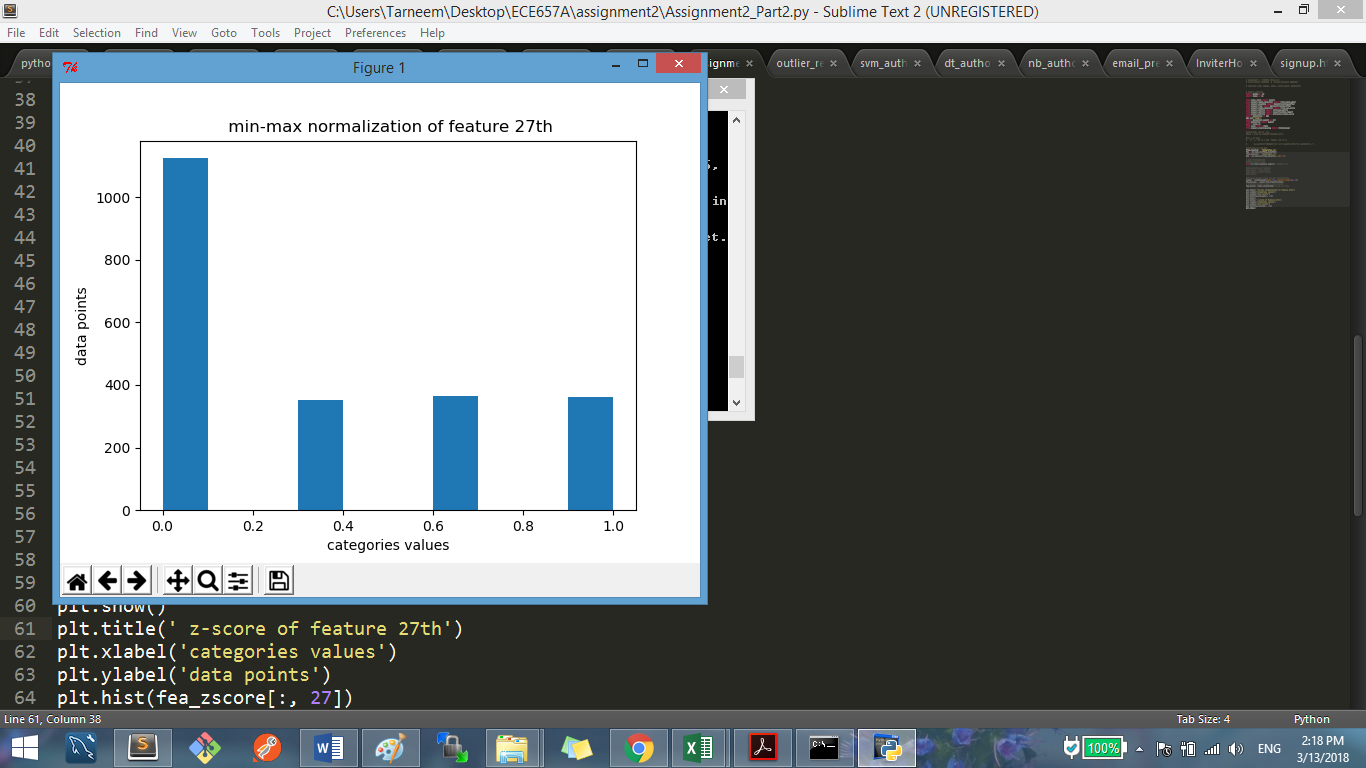 C:\Users\Tarneem\Desktop\ECE657A\assignment2\Assignment2_Part2.py - Sublime Text 2 (UNREGISTERED)
File Edit Selection Find View Goto Tools Project Preferences Help
outlier_re svm_auth dt_autho nb_autho email_pre InviterHo signup.h
Figure 1
min-max normalization of feature 27th
1000
800
600
400
200
0
data points
0.0 0.2 0.4 0.6 0.8 1.0
categories values
in
et.
38
39
40
41
42
43
44
45
46
47
48
49
50
51
52
53
54
55
56
57
58
59
60 plt.show()
61 plt.title(' z-score of feature 27th')
62 plt.xlabel('categories values')
63 plt.ylabel('data points')
64 plt.hist(fea_zscore[:, 27])
Line 61, Column 38 Tab Size: 4 Python
100% ENG 2:18 PM
3/13/2018